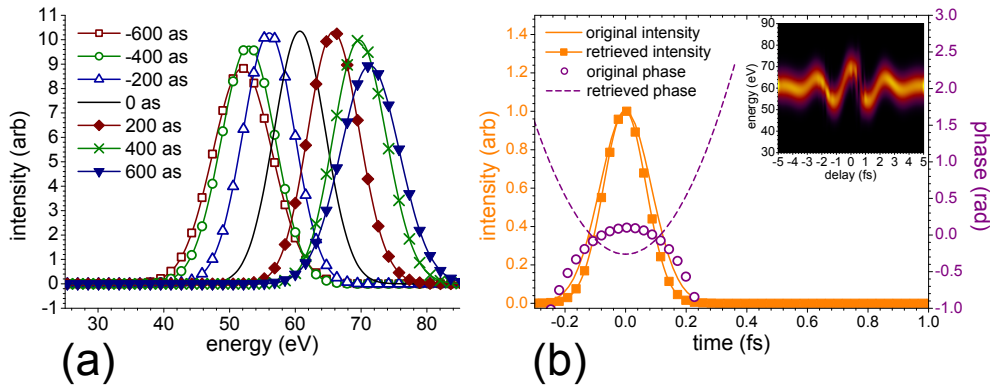 (a)
11
10
9
8
7
6
5
4
3
2
1
0
-1
intensity (arb)
-600 as
-400 as
-200 as
0 as
200 as
400 as
600 as
30 40 50 60 70 80
energy (eV)
(b)
1.4
1.2
1.0
0.8
0.6
0.4
0.2
0.0
intensity (arb)
original intensity
retrieved intensity
original phase
retrieved phase
90
80
70
60
50
40
30
energy (eV)
-5 -4 -3 -2 -1 0 1 2 3 4 5
delay (fs)
3.0
2.5
2.0
1.5
1.0
0.5
0.0
-0.5
-1.0
phase (rad)
-0.2 0.0 0.2 0.4 0.6 0.8 1.0
time (fs)